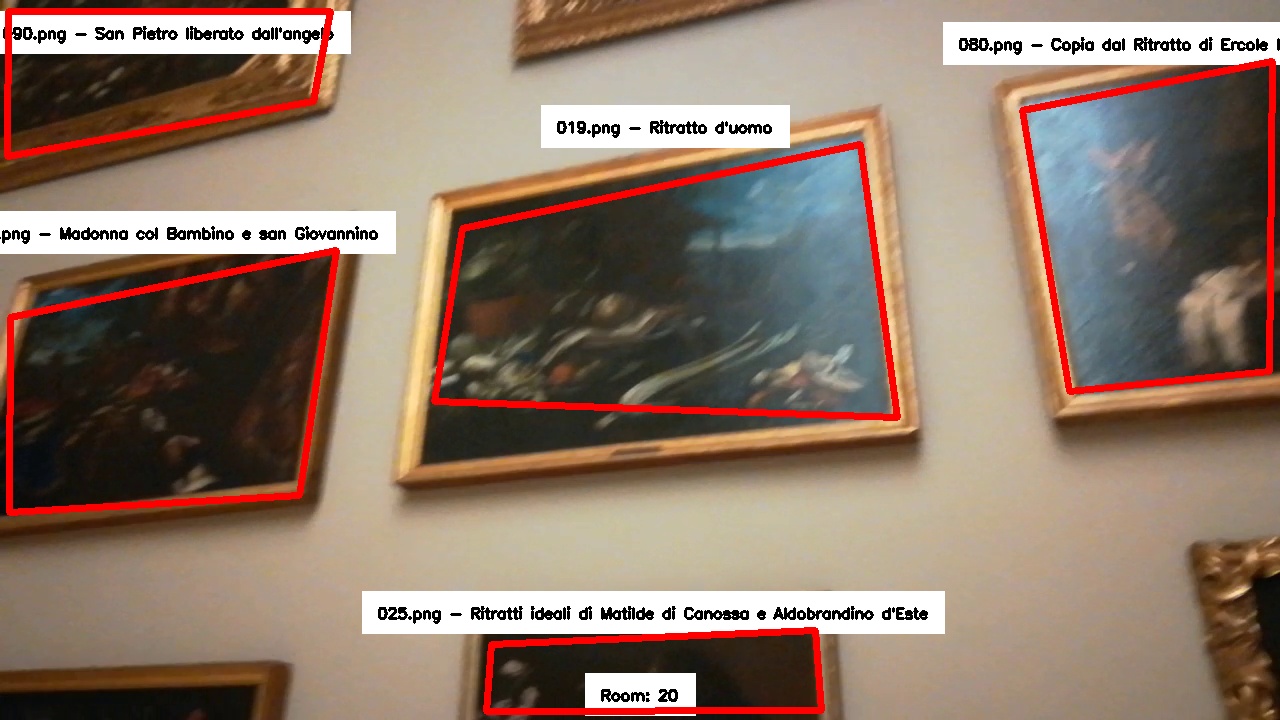 090.png – San Pietro liberato dall'angelo
080.png – Copia dal Ritratto di Ercole
019.png – Ritratto d'uomo
.png – Madonna col Bambino e san Giovannino
025.png – Ritratti ideali di Matilde di Canossa e Aldobrandino d'Este
Room: 20